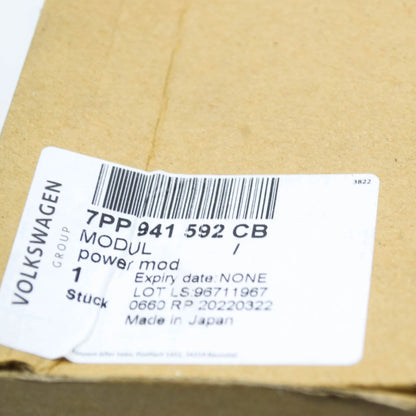 3822
VOLKSWAGEN
GROUP
7PP 941 592 CB
MODUL /
power mod
1
Stück
Expiry date: NONE
LOT LS:96711967
0660 RP 20220322
Made in Japan